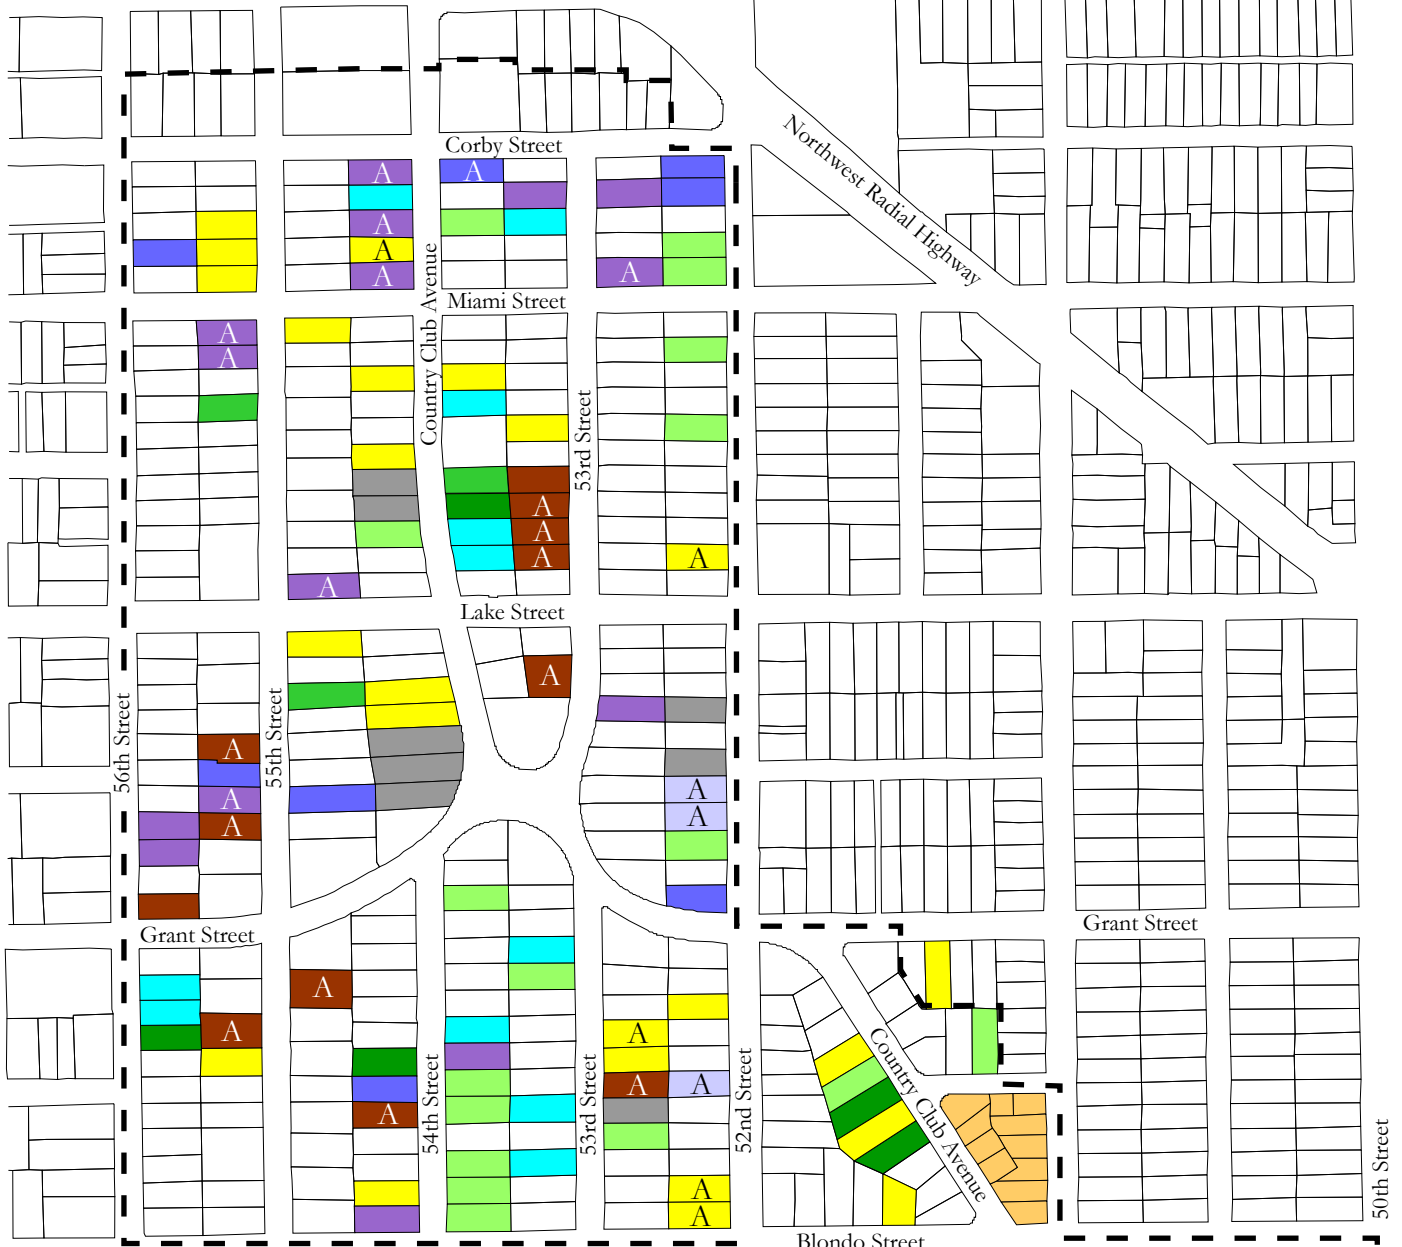 Corby Street
Northwest Radial Highway
A
A
A
A
A
A
Country Club Avenue
Miami Street
A
A
53rd Street
A
A
A
A
A
Lake Street
A
56th Street
55th Street
A
A
A
A
A
Grant Street
Grant Street
A
A
A
A
A
A
54th Street
53rd Street
52nd Street
Country Club Avenue
50th Street
A
A
A
Blondo Street